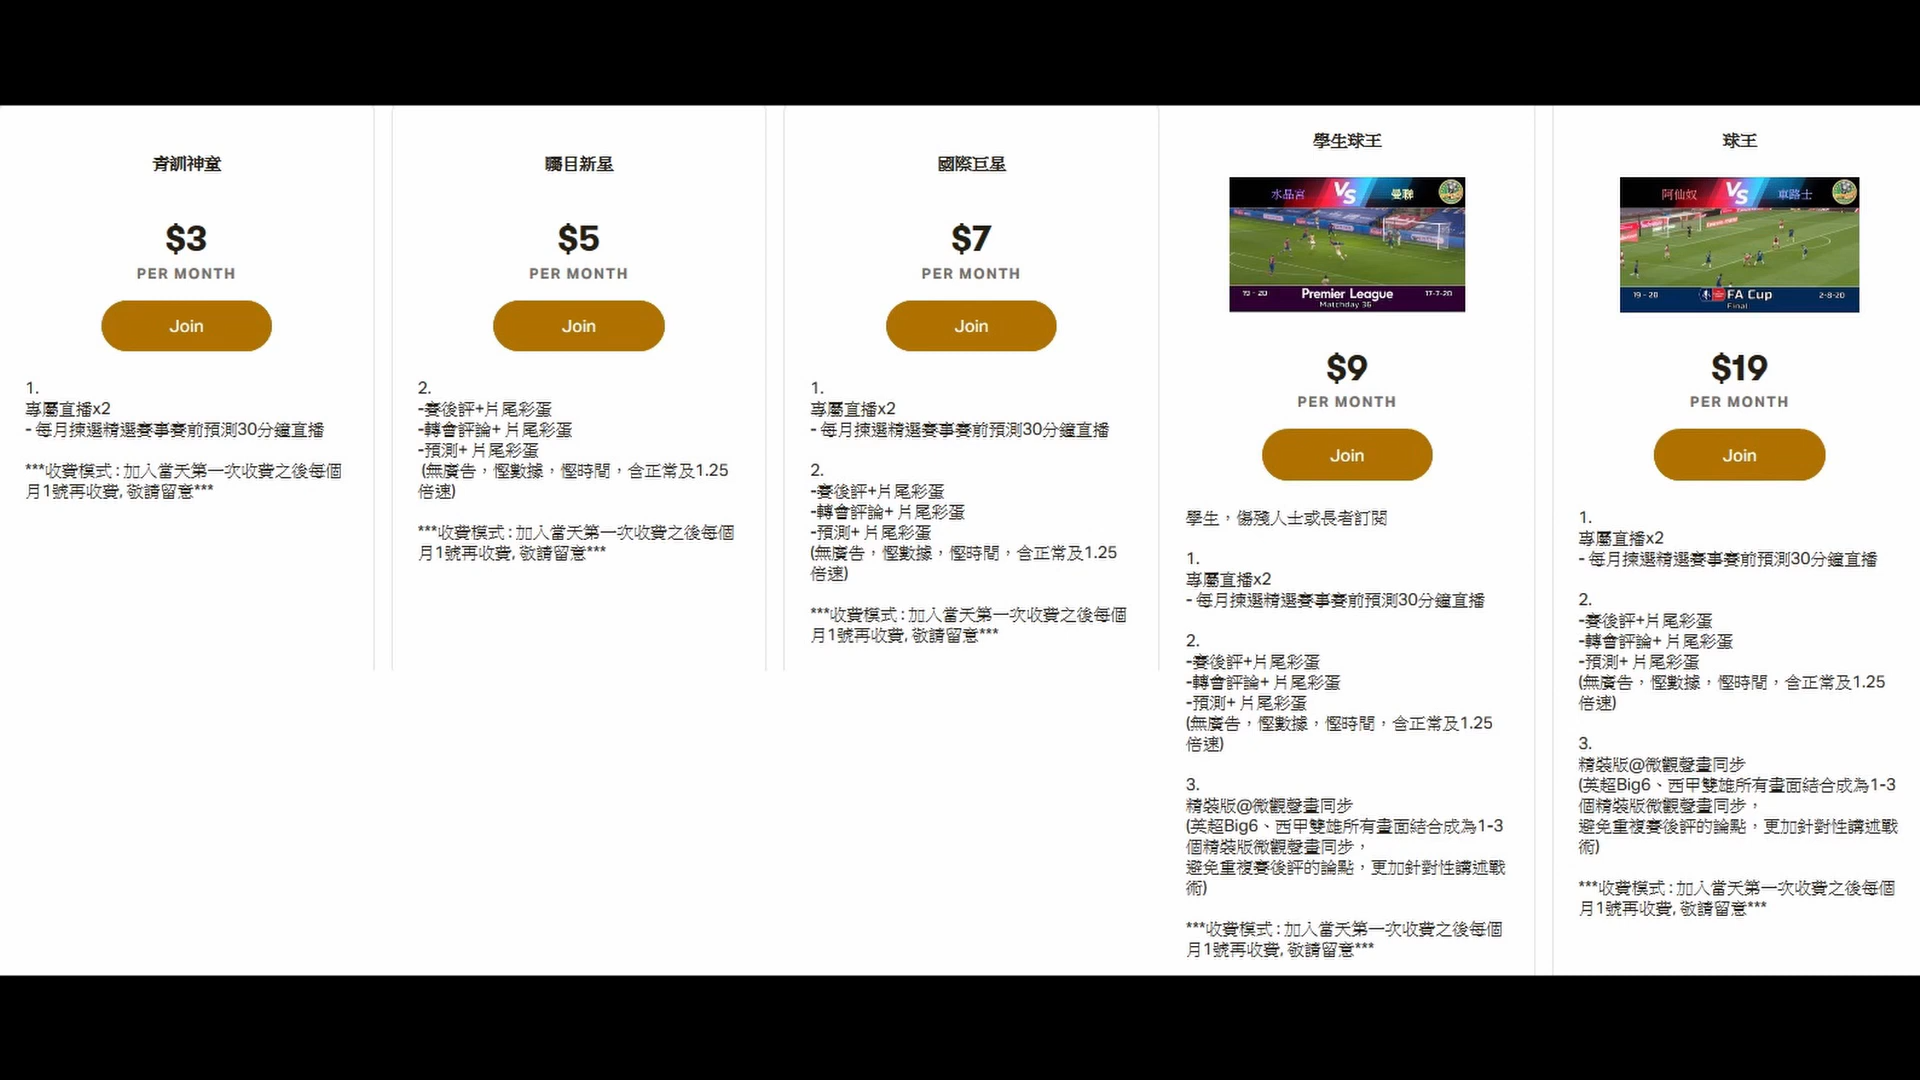 青訓神童
$3
PER MONTH
Join
1.
專屬直播x2
- 每月揀選精選賽事賽前預測30分鐘直播
***收費模式 : 加入當天第一次收費之後每個
月1號再收費, 敬請留意***
矚目新星
$5
PER MONTH
Join
2.
-賽後評+片尾彩蛋
-轉會評論+ 片尾彩蛋
-預測+ 片尾彩蛋
(無廣告，慳數據，慳時間，含正常及1.25
倍速)
***收費模式 : 加入當天第一次收費之後每個
月1號再收費, 敬請留意***
國際巨星
$7
PER MONTH
Join
1.
專屬直播x2
- 每月揀選精選賽事賽前預測30分鐘直播
2.
-賽後評+片尾彩蛋
-轉會評論+ 片尾彩蛋
-預測+ 片尾彩蛋
(無廣告，慳數據，慳時間，含正常及1.25
倍速)
***收費模式 : 加入當天第一次收費之後每個
月1號再收費, 敬請留意***
學生球王
水晶宮 VS 曼聯
19 - 20 Premier League 17-7-20
Matchday 36
$9
PER MONTH
Join
學生，傷殘人士或長者訂閱
1.
專屬直播x2
- 每月揀選精選賽事賽前預測30分鐘直播
2.
-賽後評+片尾彩蛋
-轉會評論+ 片尾彩蛋
-預測+ 片尾彩蛋
(無廣告，慳數據，慳時間，含正常及1.25
倍速)
3.
精裝版@微觀聲畫同步
(英超Big6、西甲雙雄所有畫面結合成為1-3
個精裝版微觀聲畫同步，
避免重複賽後評的論點，更加針對性講述戰
術)
***收費模式 : 加入當天第一次收費之後每個
月1號再收費, 敬請留意***
球王
阿仙奴 VS 車路士
19 - 20 FA Cup 2-8-20
Final
$19
PER MONTH
Join
1.
專屬直播x2
- 每月揀選精選賽事賽前預測30分鐘直播
2.
-賽後評+片尾彩蛋
-轉會評論+ 片尾彩蛋
-預測+ 片尾彩蛋
(無廣告，慳數據，慳時間，含正常及1.25
倍速)
3.
精裝版@微觀聲畫同步
(英超Big6、西甲雙雄所有畫面結合成為1-3
個精裝版微觀聲畫同步，
避免重複賽後評的論點，更加針對性講述戰
術)
***收費模式 : 加入當天第一次收費之後每個
月1號再收費, 敬請留意***